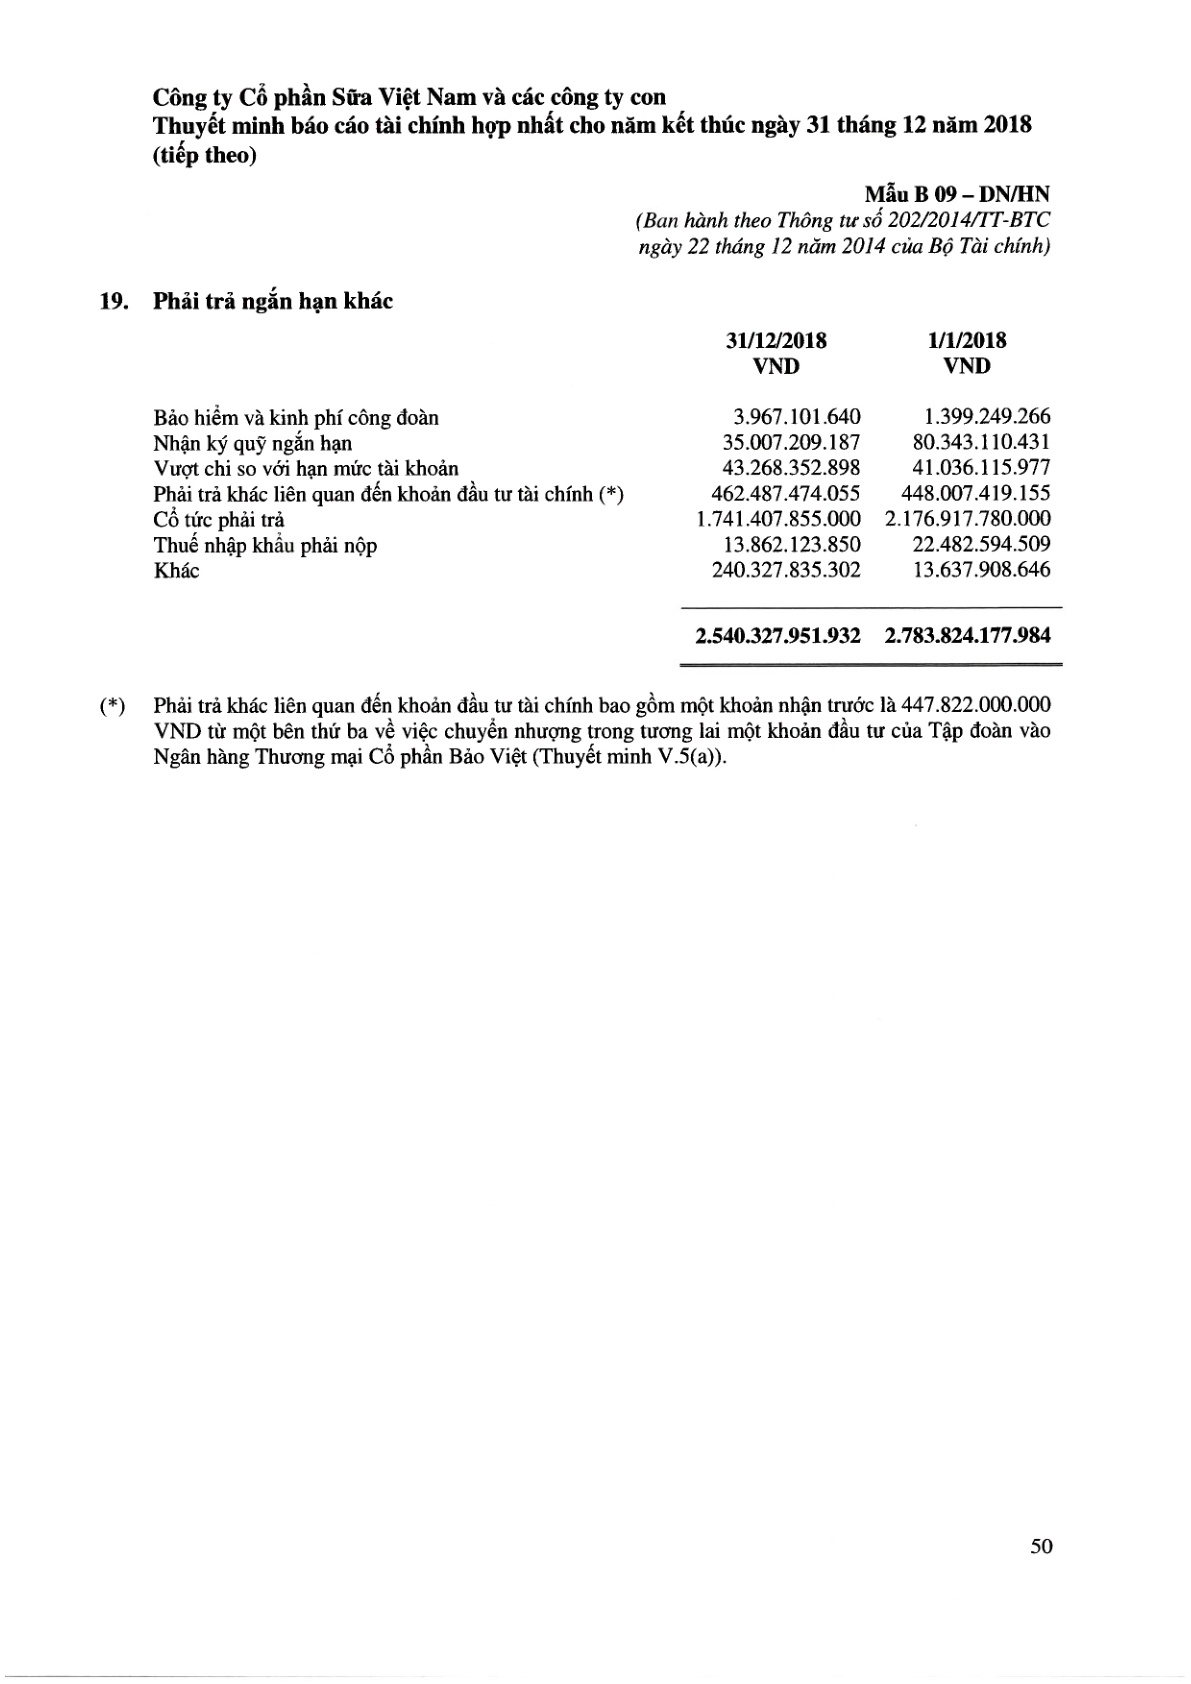 Công ty Cổ phần Sữa Việt Nam và các công ty con
Thuyết minh báo cáo tài chính hợp nhất cho năm kết thúc ngày 31 tháng 12 năm 2018
(tiếp theo)
Mẫu B 09 – DN/HN
(Ban hành theo Thông tư số 202/2014/TT-BTC
ngày 22 tháng 12 năm 2014 của Bộ Tài chính)
19. Phải trả ngắn hạn khác
31/12/2018 1/1/2018
VND VND
Bảo hiểm và kinh phí công đoàn 3.967.101.640 1.399.249.266
Nhận ký quỹ ngắn hạn 35.007.209.187 80.343.110.431
Vượt chi so với hạn mức tài khoản 43.268.352.898 41.036.115.977
Phải trả khác liên quan đến khoản đầu tư tài chính (*) 462.487.474.055 448.007.419.155
Cổ tức phải trả 1.741.407.855.000 2.176.917.780.000
Thuế nhập khẩu phải nộp 13.862.123.850 22.482.594.509
Khác 240.327.835.302 13.637.908.646
2.540.327.951.932 2.783.824.177.984
(*) Phải trả khác liên quan đến khoản đầu tư tài chính bao gồm một khoản nhận trước là 447.822.000.000
VND từ một bên thứ ba về việc chuyển nhượng trong tương lai một khoản đầu tư của Tập đoàn vào
Ngân hàng Thương mại Cổ phần Bảo Việt (Thuyết minh V.5(a)).
50